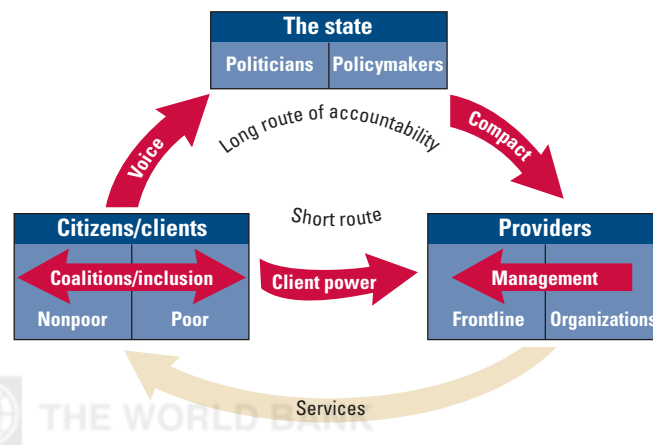 The state
Politicians Policymakers
Long route of accountability
Voice
Compact
Short route
Citizens/clients
Coalitions/inclusion
Nonpoor Poor
Client power
Providers
Management
Frontline Organizations
Services
THE WORLD BANK